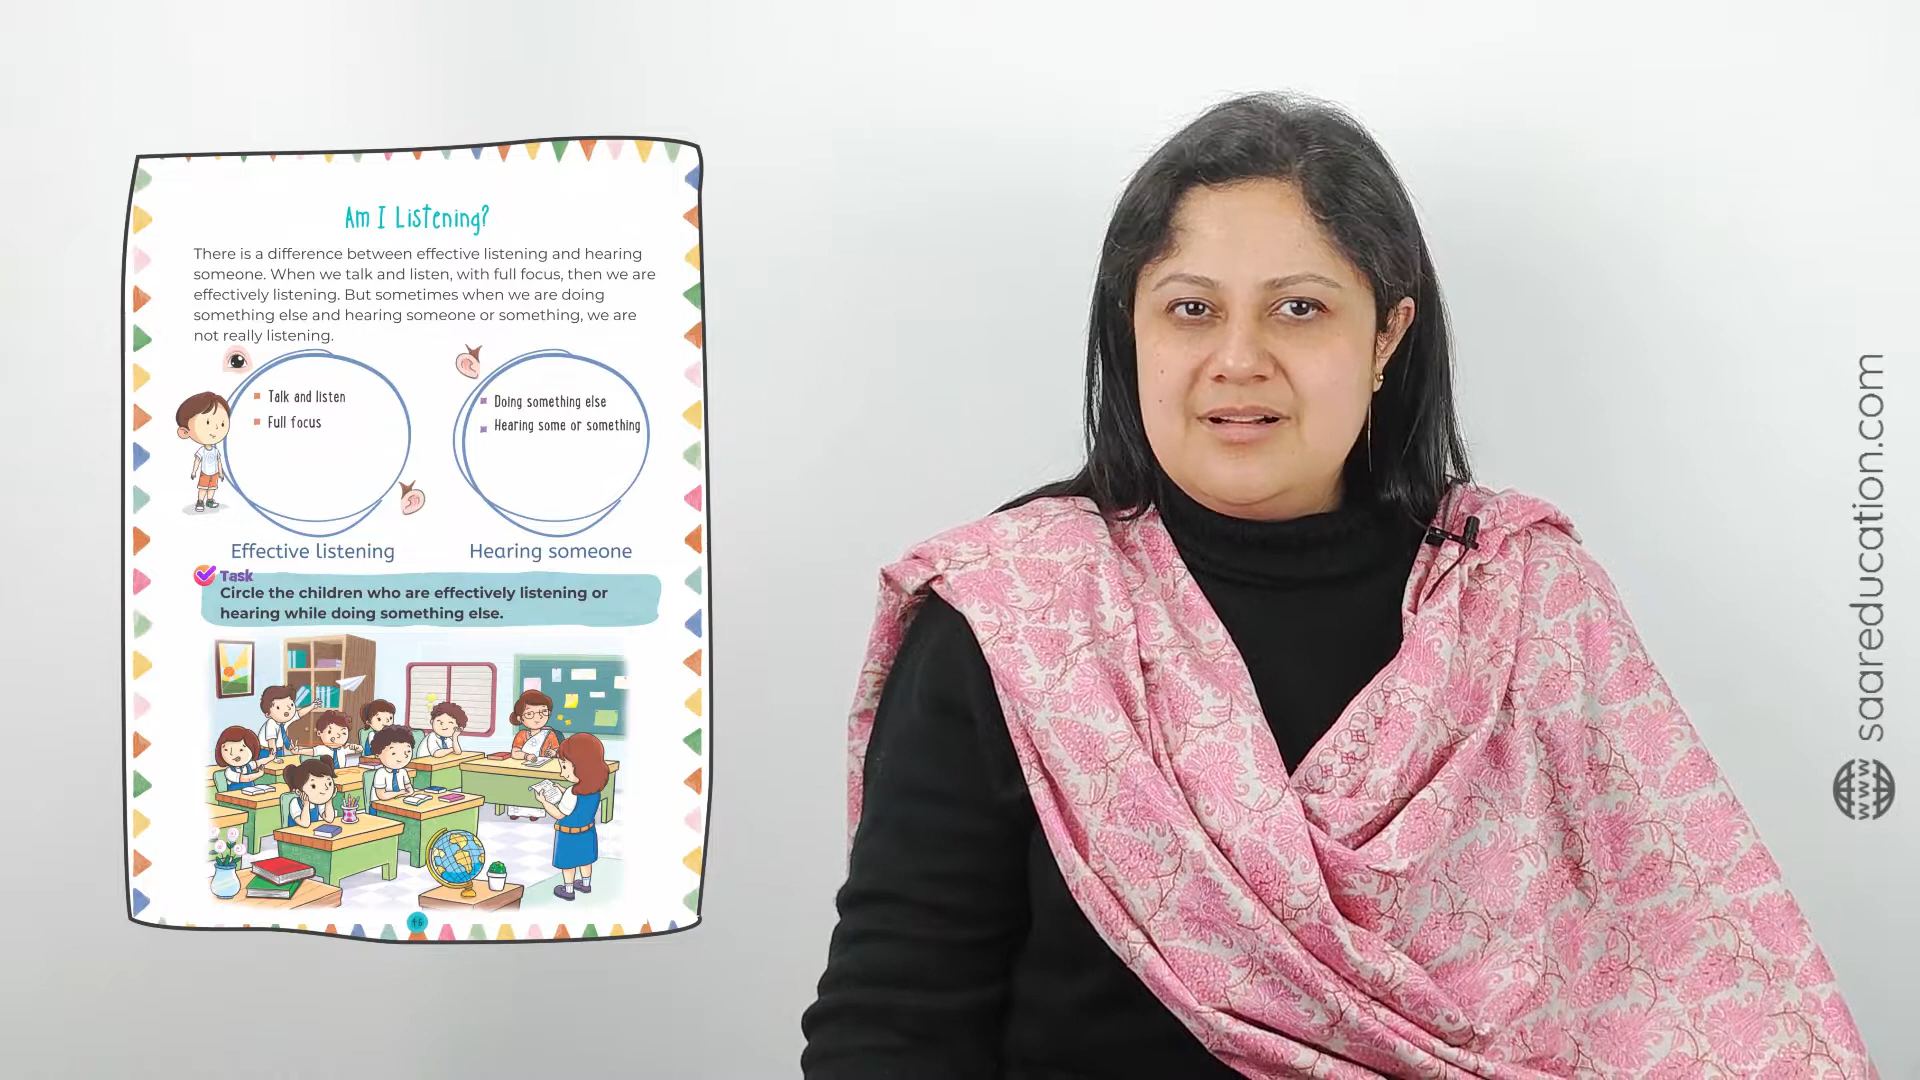 Am I Listening?
There is a difference between effective listening and hearing
someone. When we talk and listen, with full focus, then we are
effectively listening. But sometimes when we are doing
something else and hearing someone or something, we are
not really listening.
Talk and listen
Full focus
Doing something else
Hearing some or something
Effective listening
Hearing someone
Task
Circle the children who are effectively listening or
hearing while doing something else.
46
www
saareducation.com